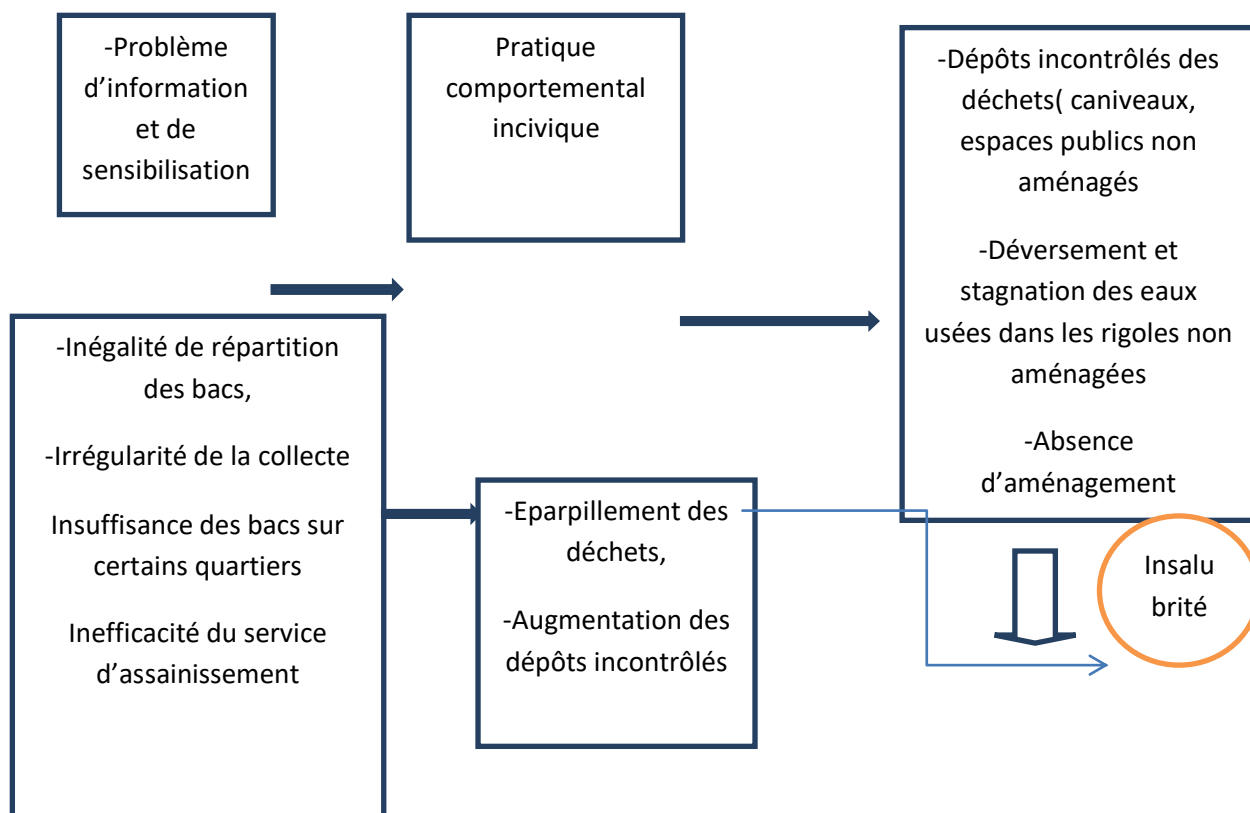 -Problème
d'information
et de
sensibilisation
Pratique
comportemental
incivique
-Dépôts incontrôlés des
déchets( caniveaux,
espaces publics non
aménagés
-Déversement et
stagnation des eaux
usées dans les rigoles non
aménagées
-Absence
d'aménagement
-Inégalité de répartition
des bacs,
-Irrégularité de la collecte
Insuffisance des bacs sur
certains quartiers
Inefficacité du service
d'assainissement
-Eparpillement des
déchets,
-Augmentation des
dépôts incontrôlés
Insalu
brité